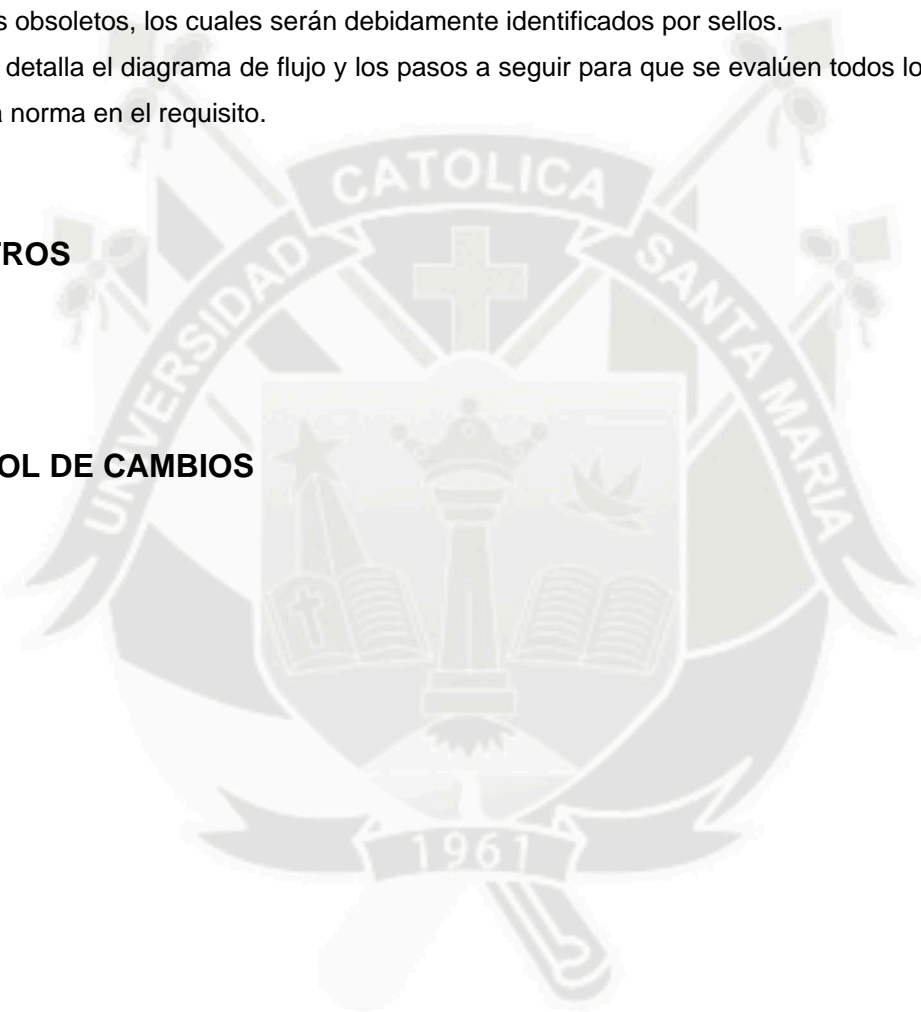 s obsoletos, los cuales serán debidamente identificados por sellos.
detalla el diagrama de flujo y los pasos a seguir para que se evalúen todos lo
a norma en el requisito.
CATOLICA
UNIVERSIDAD
SANTA MARIA
TROS
OL DE CAMBIOS
1961